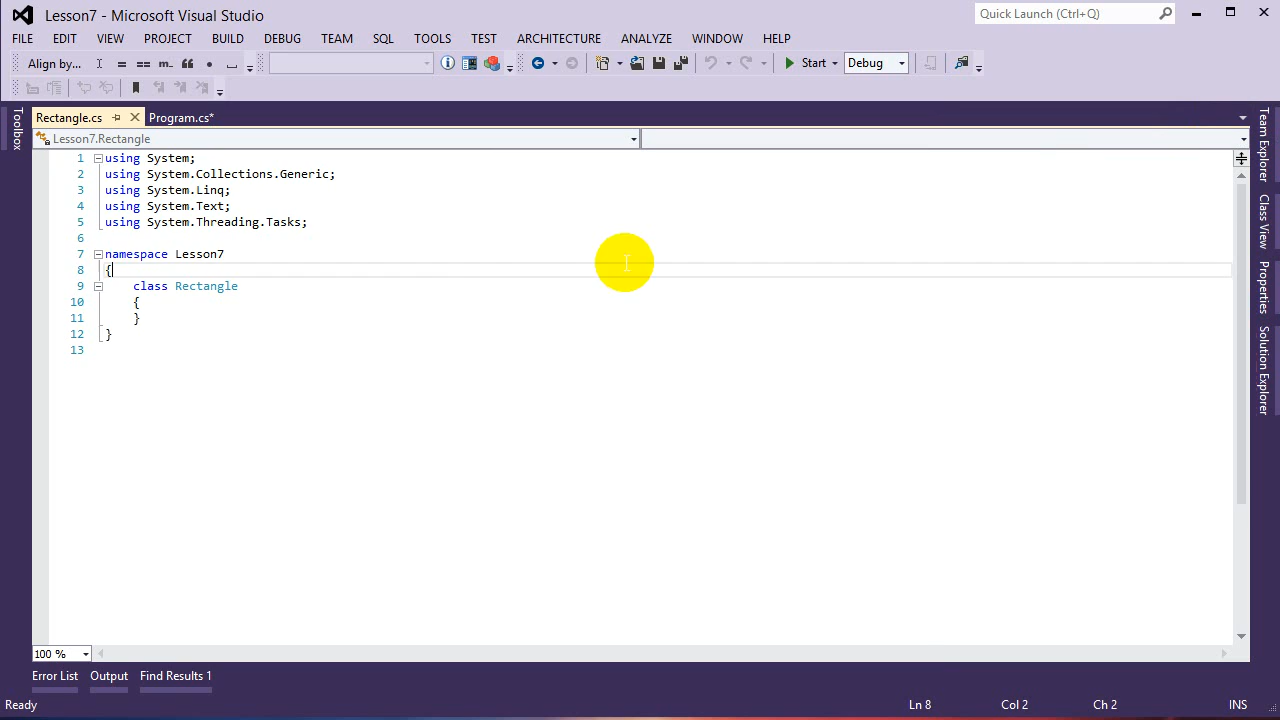 Lesson7 - Microsoft Visual Studio
Quick Launch (Ctrl+Q)
FILE EDIT VIEW PROJECT BUILD DEBUG TEAM SQL TOOLS TEST ARCHITECTURE ANALYZE WINDOW HELP
Align by... = == m.. " Start Debug
Toolbox
Rectangle.cs Program.cs*
Lesson7.Rectangle
1 using System;
2 using System.Collections.Generic;
3 using System.Linq;
4 using System.Text;
5 using System.Threading.Tasks;
6
7 namespace Lesson7
8 {
9 class Rectangle
10 {
11 }
12 }
13
Team Explorer
Class View
Properties
Solution Explorer
100 %
Error List Output Find Results 1
Ready Ln 8 Col 2 Ch 2 INS